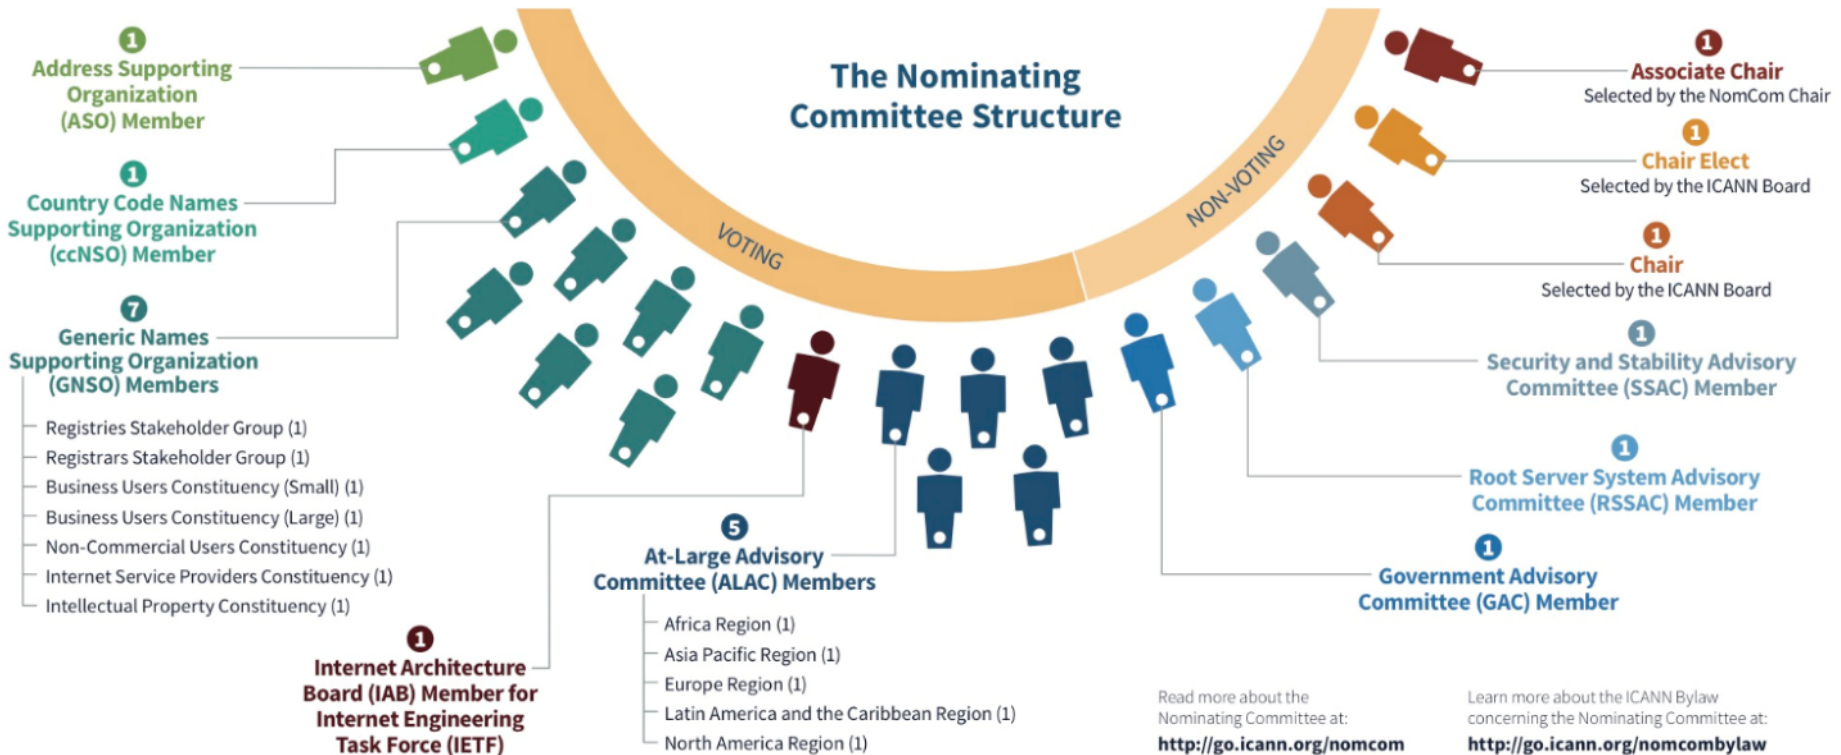 The Nominating
Committee Structure
VOTING
NON-VOTING
1
Address Supporting
Organization
(ASO) Member
1
Country Code Names
Supporting Organization
(ccNSO) Member
7
Generic Names
Supporting Organization
(GNSO) Members
Registries Stakeholder Group (1)
Registrars Stakeholder Group (1)
Business Users Constituency (Small) (1)
Business Users Constituency (Large) (1)
Non-Commercial Users Constituency (1)
Internet Service Providers Constituency (1)
Intellectual Property Constituency (1)
1
Internet Architecture
Board (IAB) Member for
Internet Engineering
Task Force (IETF)
5
At-Large Advisory
Committee (ALAC) Members
Africa Region (1)
Asia Pacific Region (1)
Europe Region (1)
Latin America and the Caribbean Region (1)
North America Region (1)
1
Associate Chair
Selected by the NomCom Chair
1
Chair Elect
Selected by the ICANN Board
1
Chair
Selected by the ICANN Board
1
Security and Stability Advisory
Committee (SSAC) Member
1
Root Server System Advisory
Committee (RSSAC) Member
1
Government Advisory
Committee (GAC) Member
Read more about the
Nominating Committee at:
http://go.icann.org/nomcom
Learn more about the ICANN Bylaw
concerning the Nominating Committee at:
http://go.icann.org/nomcombylaw